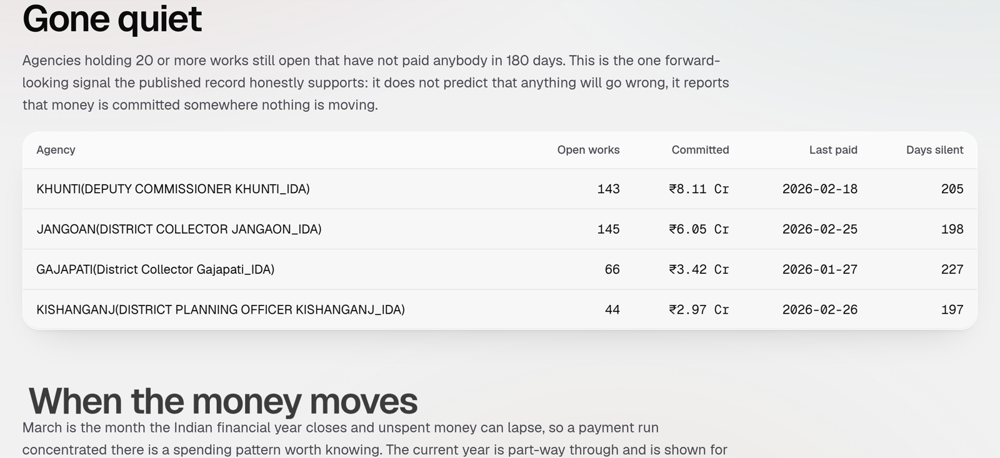 Gone quiet
Agencies holding 20 or more works still open that have not paid anybody in 180 days. This is the one forward-
looking signal the published record honestly supports: it does not predict that anything will go wrong, it reports
that money is committed somewhere nothing is moving.
Agency Open works Committed Last paid Days silent
KHUNTI(DEPUTY COMMISSIONER KHUNTI_IDA) 143 ₹8.11 Cr 2026-02-18 205
JANGOAN(DISTRICT COLLECTOR JANGAON_IDA) 145 ₹6.05 Cr 2026-02-25 198
GAJAPATI(District Collector Gajapati_IDA) 66 ₹3.42 Cr 2026-01-27 227
KISHANGANJ(DISTRICT PLANNING OFFICER KISHANGANJ_IDA) 44 ₹2.97 Cr 2026-02-26 197
When the money moves
March is the month the Indian financial year closes and unspent money can lapse, so a payment run
concentrated there is a spending pattern worth knowing. The current year is part-way through and is shown for